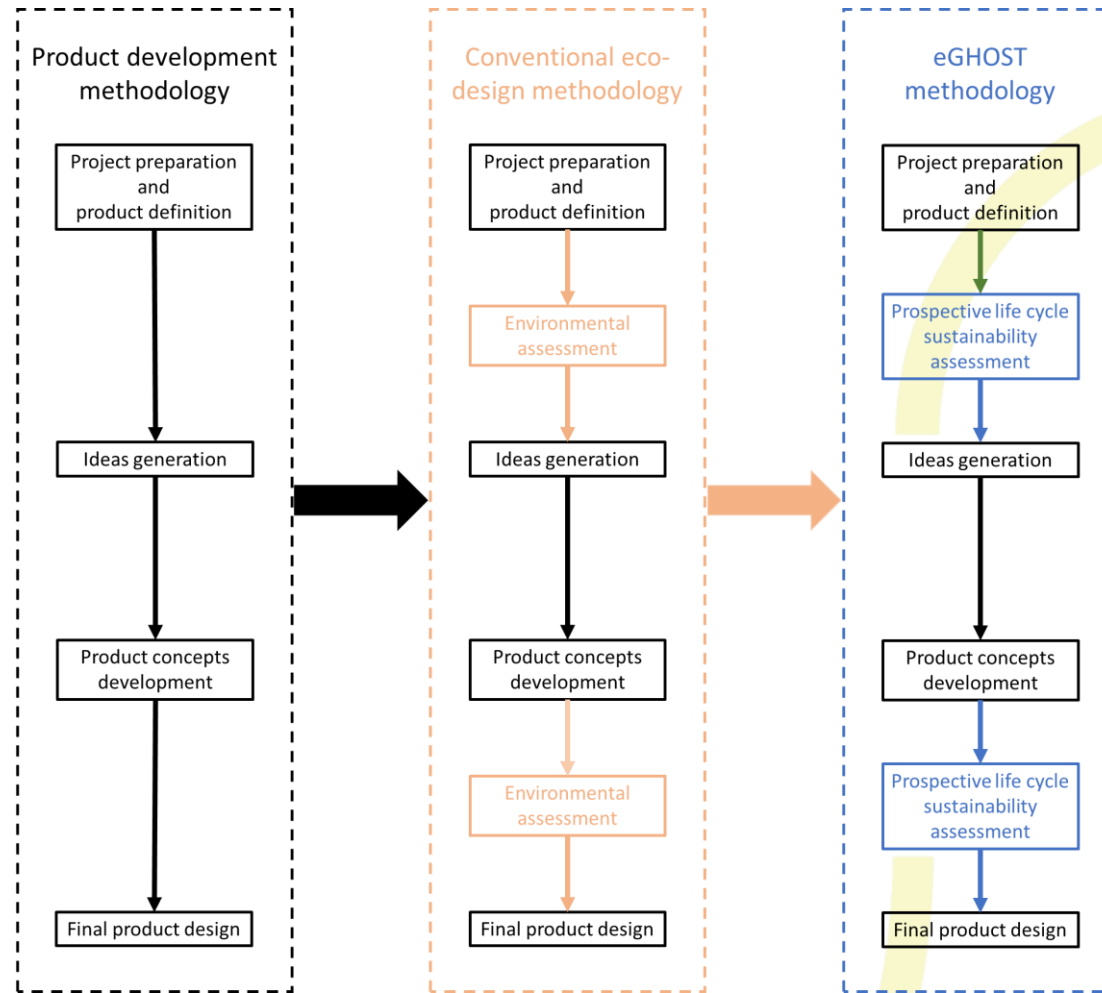 Product development
methodology
Project preparation
and
product definition
Ideas generation
Product concepts
development
Final product design
Conventional eco-
design methodology
Project preparation
and
product definition
Environmental
assessment
Ideas generation
Product concepts
development
Environmental
assessment
Final product design
eGHOST
methodology
Project preparation
and
product definition
Prospective life cycle
sustainability
assessment
Ideas generation
Product concepts
development
Prospective life cycle
sustainability
assessment
Final product design